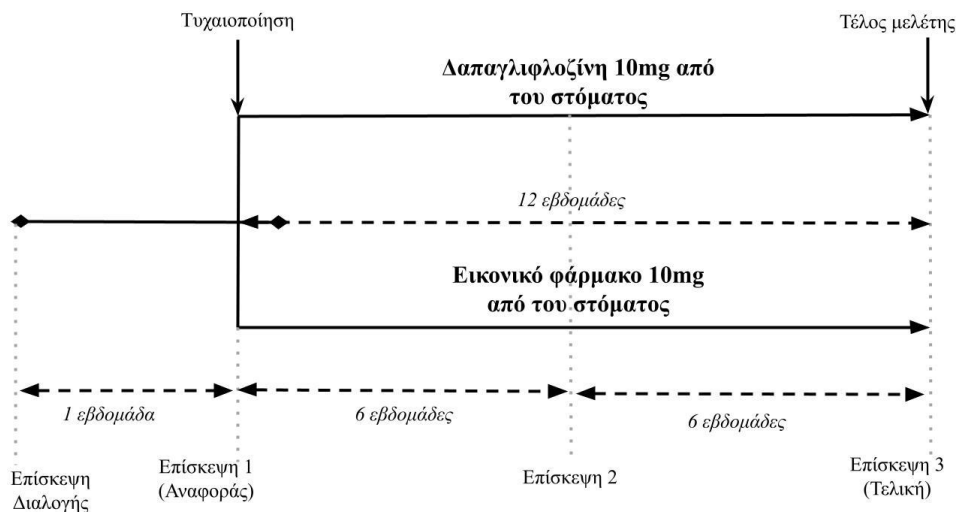 Τυχαιοποίηση
Τέλος μελέτης
Δαπαγλιφλοζίνη 10mg από
του στόματος
12 εβδομάδες
Εικονικό φάρμακο 10mg
από του στόματος
1 εβδομάδα
6 εβδομάδες
6 εβδομάδες
Επίσκεψη
Διαλογής
Επίσκεψη 1
(Αναφοράς)
Επίσκεψη 2
Επίσκεψη 3
(Τελική)